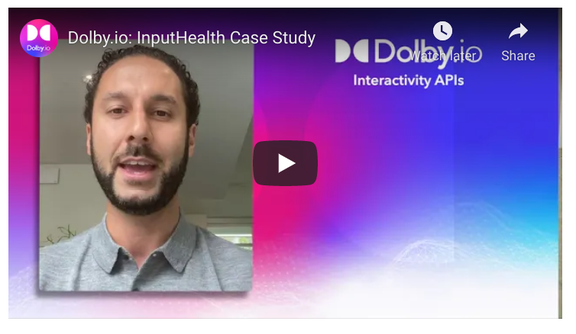 Dolby.io: InputHealth Case Study
Dolby.io
Watch later
Share
Dolby.io
Interactivity APIs